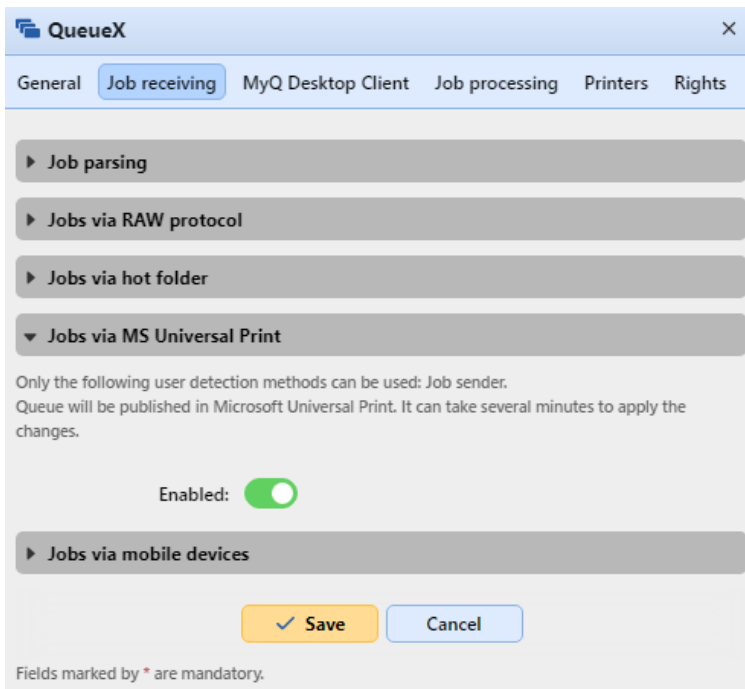 QueueX
General Job receiving MyQ Desktop Client Job processing Printers Rights
Job parsing
Jobs via RAW protocol
Jobs via hot folder
Jobs via MS Universal Print
Only the following user detection methods can be used: Job sender.
Queue will be published in Microsoft Universal Print. It can take several minutes to apply the
changes.
Enabled:
Jobs via mobile devices
Save Cancel
Fields marked by * are mandatory.